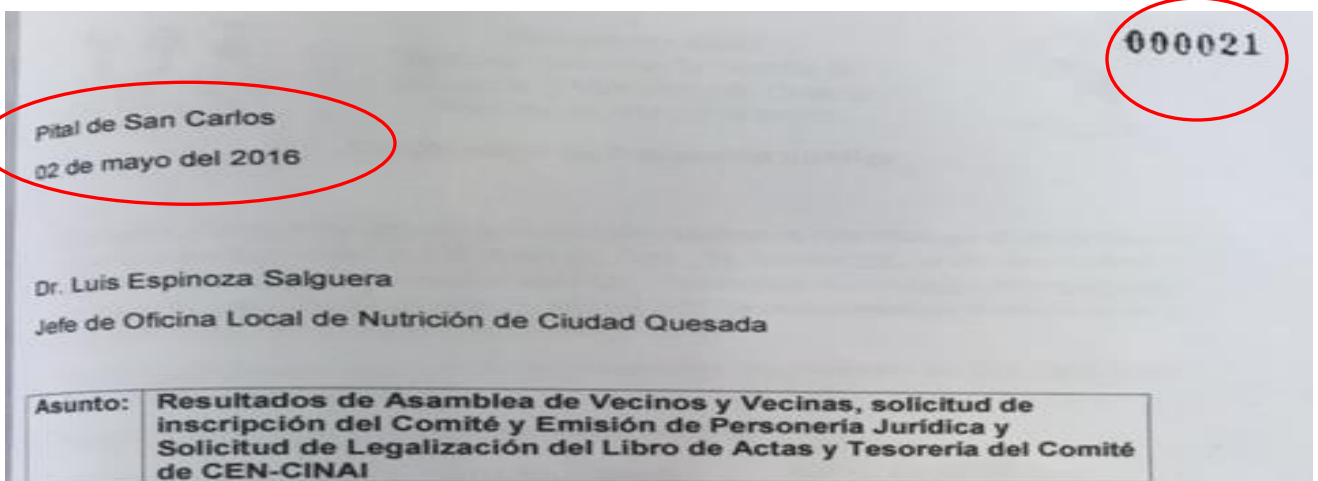 000021
Pital de San Carlos
02 de mayo del 2016
Dr. Luis Espinoza Salguera
Jefe de Oficina Local de Nutrición de Ciudad Quesada
Asunto: Resultados de Asamblea de Vecinos y Vecinas, solicitud de
inscripción del Comité y Emisión de Personería Jurídica y
Solicitud de Legalización del Libro de Actas y Tesorería del Comité
de CEN-CINAI